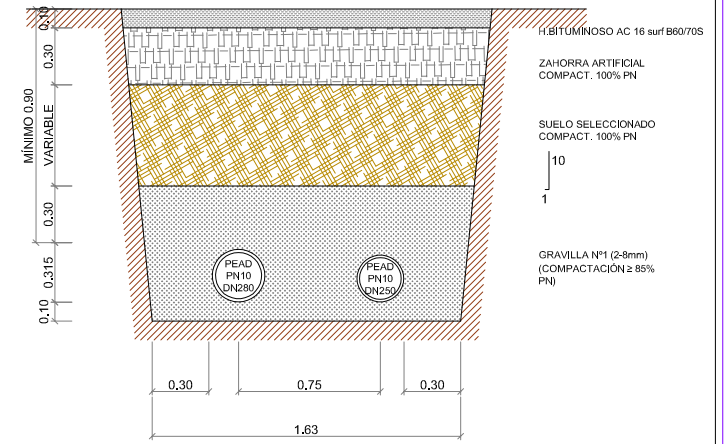 0.10
0.30
VARIABLE
MÍNIMO 0.90
0.30
0.315
0.10
H.BITUMINOSO AC 16 surf B60/70S
ZAHORRA ARTIFICIAL
COMPACT. 100% PN
SUELO SELECCIONADO
COMPACT. 100% PN
10
1
GRAVILLA Nº1 (2-8mm)
(COMPACTACIÓN ≥ 85%
PN)
PEAD
PN10
DN280
PEAD
PN10
DN250
0.30
0.75
0.30
1.63